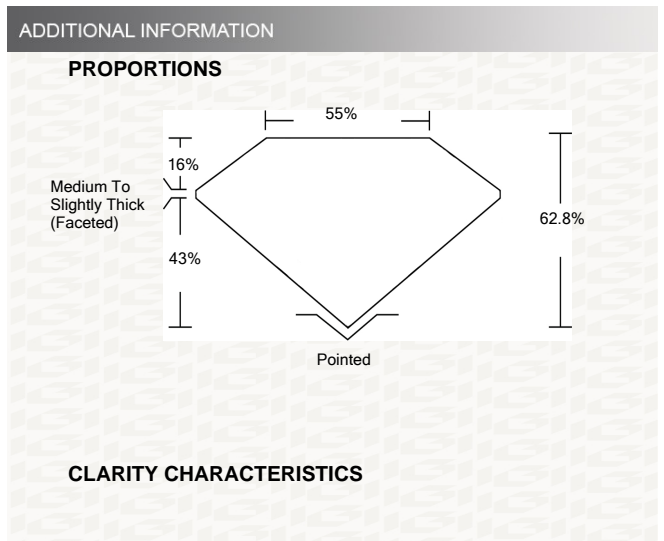 ADDITIONAL INFORMATION
PROPORTIONS
55%
16%
Medium To
Slightly Thick
(Faceted)
62.8%
43%
Pointed
CLARITY CHARACTERISTICS